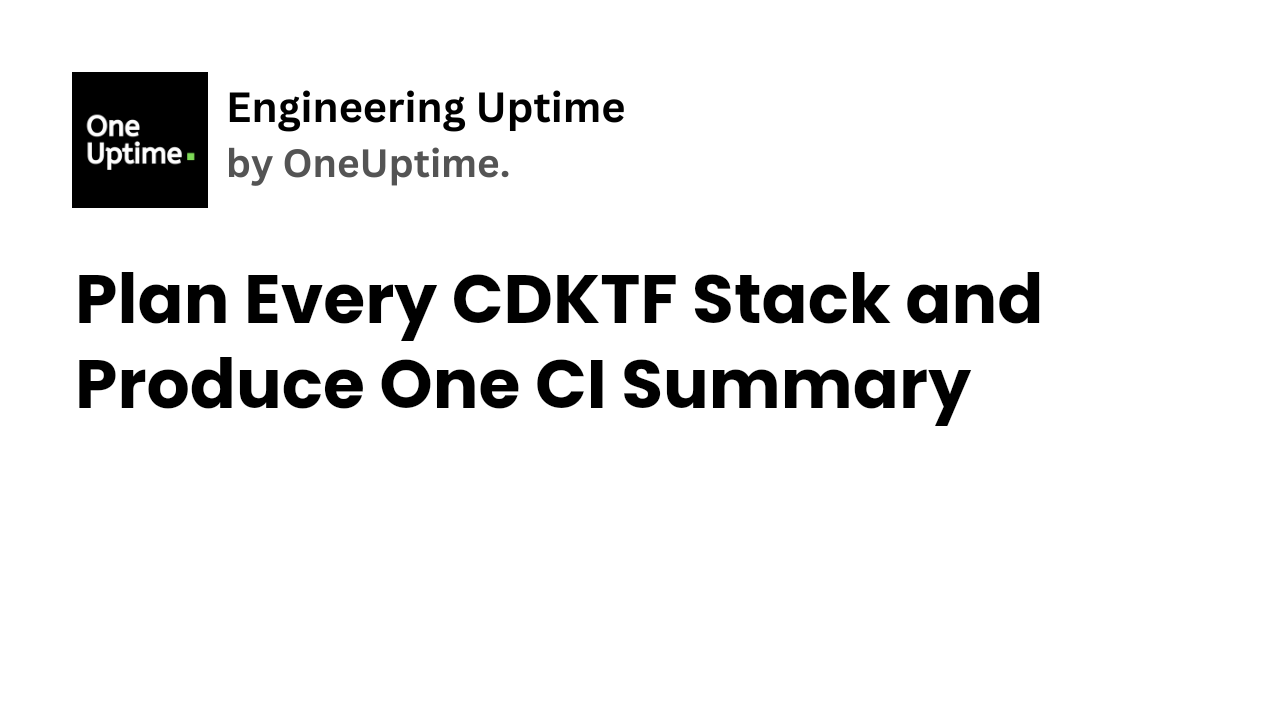 One
Uptime
Engineering Uptime
by OneUptime.
Plan Every CDKTF Stack and
Produce One CI Summary